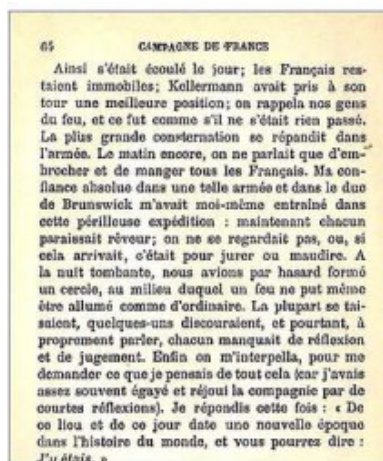 64 CAMPAGNE DE FRANCE
Ainsi s'était écoulé le jour; les Français res-
taient immobiles; Kellermann avait pris à son
tour une meilleure position; on rappela nos gens
du feu, et ce fut comme s'il ne s'était rien passé.
La plus grande consternation se répandit dans
l'armée. Le matin encore, on ne parlait que d'em-
brocher et de manger tous les Français. Ma con-
fiance absolue dans une telle armée et dans le duc
de Brunswick m'avait moi-même entraîné dans
cette périlleuse expédition : maintenant chacun
paraissait rêveur; on ne se regardait pas, ou, si
cela arrivait, c'était pour jurer ou maudire. A
la nuit tombante, nous avions par hasard formé
un cercle, au milieu duquel un feu ne put même
être allumé comme d'ordinaire. La plupart se tai-
saient, quelques-uns discouraient, et pourtant, à
proprement parler, chacun manquait de réflexion
et de jugement. Enfin on m'interpella, pour me
demander ce que je pensais de tout cela (car j'avais
assez souvent égayé et réjoui la compagnie par de
courtes réflexions). Je répondis cette fois : « De
ce lieu et de ce jour date une nouvelle époque
dans l'histoire du monde, et vous pourrez dire :
J'y étais. »